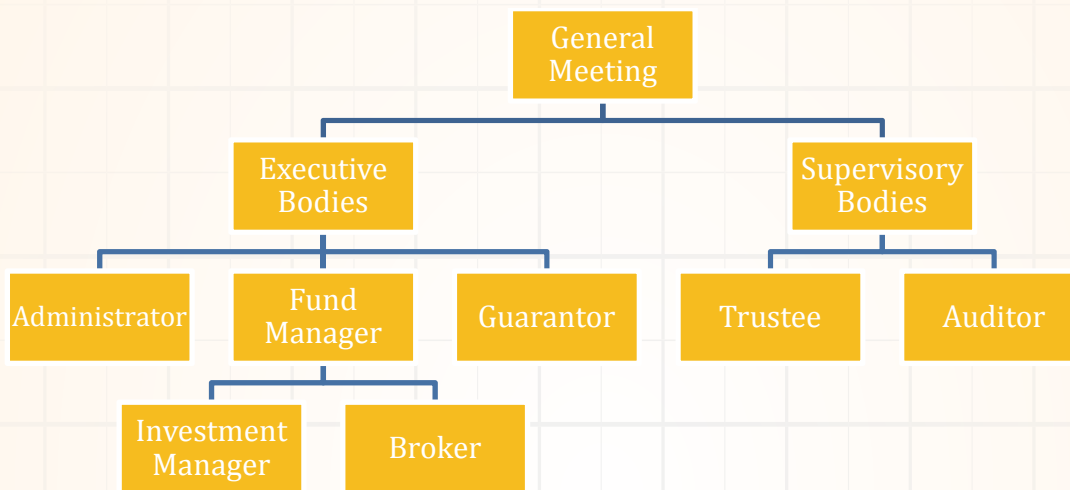 General
Meeting
Executive
Bodies
Supervisory
Bodies
Administrator
Fund
Manager
Guarantor
Trustee
Auditor
Investment
Manager
Broker